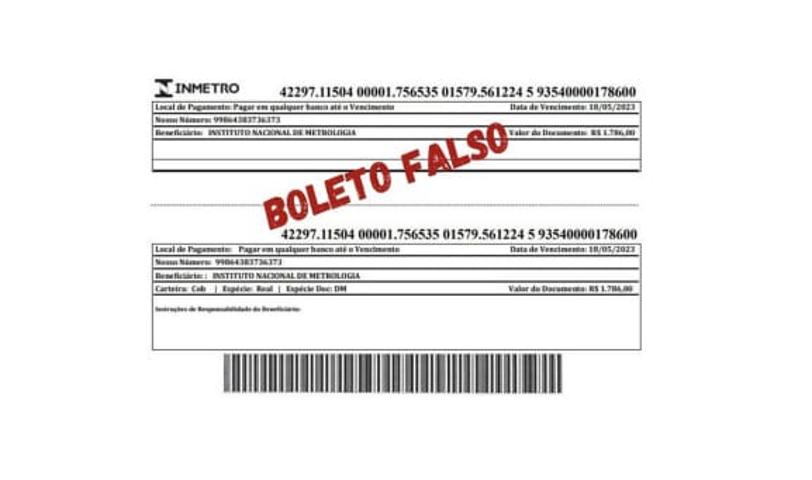 INMETRO
42297.11504 00001.756535 01579.561224 5 93540000178600
Local de Pagamento: Pagar em qualquer banco até o Vencimento Data de Vencimento: 18/05/2023
Nosso Número: 99864383736373
Beneficiário: INSTITUTO NACIONAL DE METROLOGIA Valor do Documento: R$ 1.786,00
BOLETO FALSO
42297.11504 00001.756535 01579.561224 5 93540000178600
Local de Pagamento: Pagar em qualquer banco até o Vencimento Data de Vencimento: 18/05/2023
Nosso Número: 99864383736373
Beneficiário: : INSTITUTO NACIONAL DE METROLOGIA
Carteira: Cob | Espécie: Real | Espécie Doc: DM Valor do Documento: R$ 1.786,00
Instruções de Responsabilidade do Beneficiário: